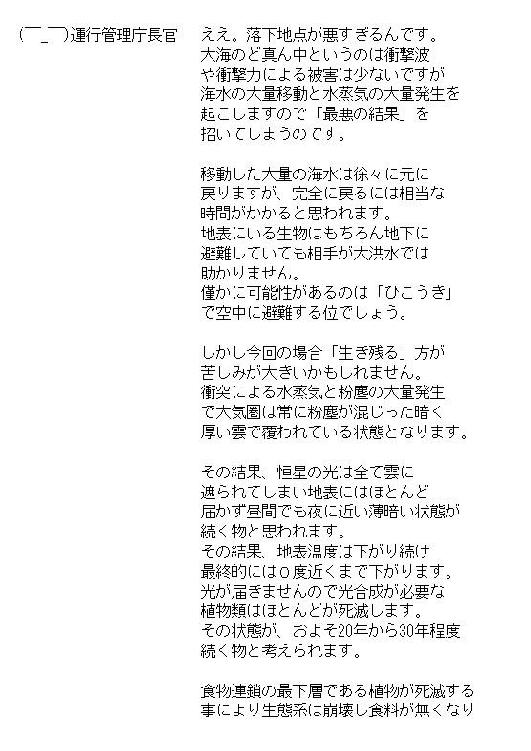 (￣_￣)運行管理庁長官　ええ。落下地点が悪すぎるんです。
大海のど真ん中というのは衝撃波
や衝撃力による被害は少ないですが
海水の大量移動と水蒸気の大量発生を
起こしますので「最悪の結果」を
招いてしまうのです。
移動した大量の海水は徐々に元に
戻りますが、完全に戻るには相当な
時間がかかると思われます。
地表にいる生物にもちろん地下に
避難していても相手が大洪水では
助かりません。
僅かに可能性があるのは「ひこうき」
で空中に避難する位でしょう。
しかし今回の場合「生き残る」方が
苦しみが大きいかもしれません。
衝突による水蒸気と粉塵の大量発生
で大気圏は常に粉塵が混じった暗く
厚い雲で覆われている状態となります。
その結果、恒星の光は全て雲に
遮られてしまい地表にはほとんど
届かず昼間でも夜に近い薄暗い状態が
続く物と思われます。
その結果、地表温度は下がり続け
最終的には０度近くまで下がります。
光が届きませんので光合成が必要な
植物類はほとんどが死滅します。
その状態が、およそ20年から30年程度
続く物と考えられます。
食物連鎖の最下層である植物が死滅する
事により生態系は崩壊し食料が無くなり